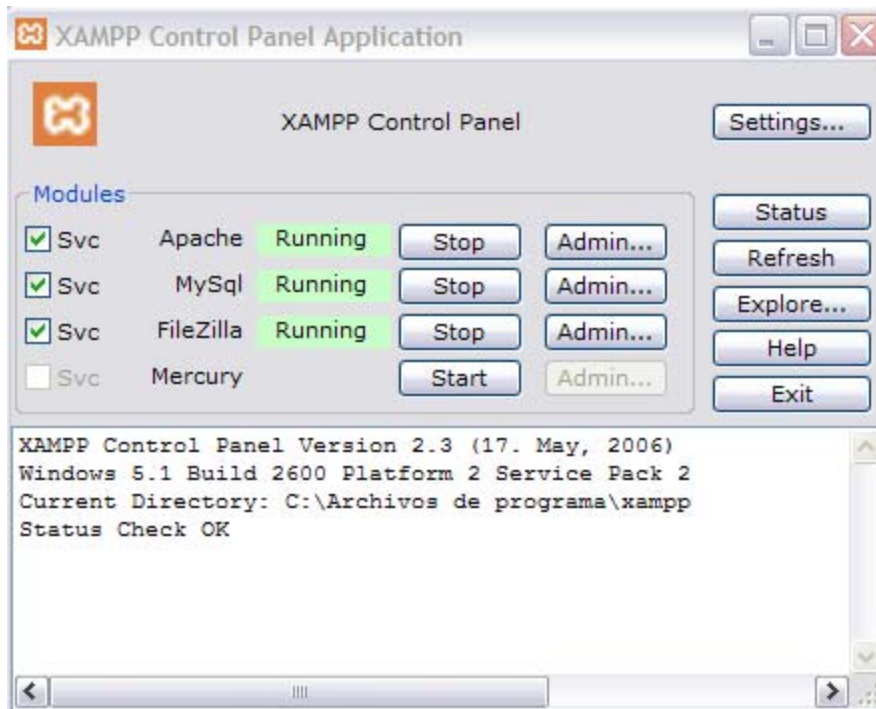 XAMPP Control Panel Application
XAMPP Control Panel
Settings...
Modules
Svc Apache Running Stop Admin...
Svc MySql Running Stop Admin...
Svc FileZilla Running Stop Admin...
Svc Mercury Start Admin...
Status
Refresh
Explore...
Help
Exit
XAMPP Control Panel Version 2.3 (17. May, 2006)
Windows 5.1 Build 2600 Platform 2 Service Pack 2
Current Directory: C:\Archivos de programa\xampp
Status Check OK